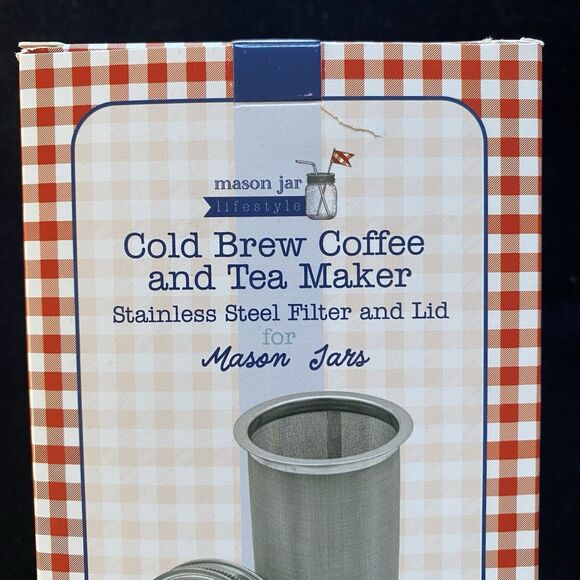 mason jar
lifestyle
Cold Brew Coffee
and Tea Maker
Stainless Steel Filter and Lid
for
Mason Jars